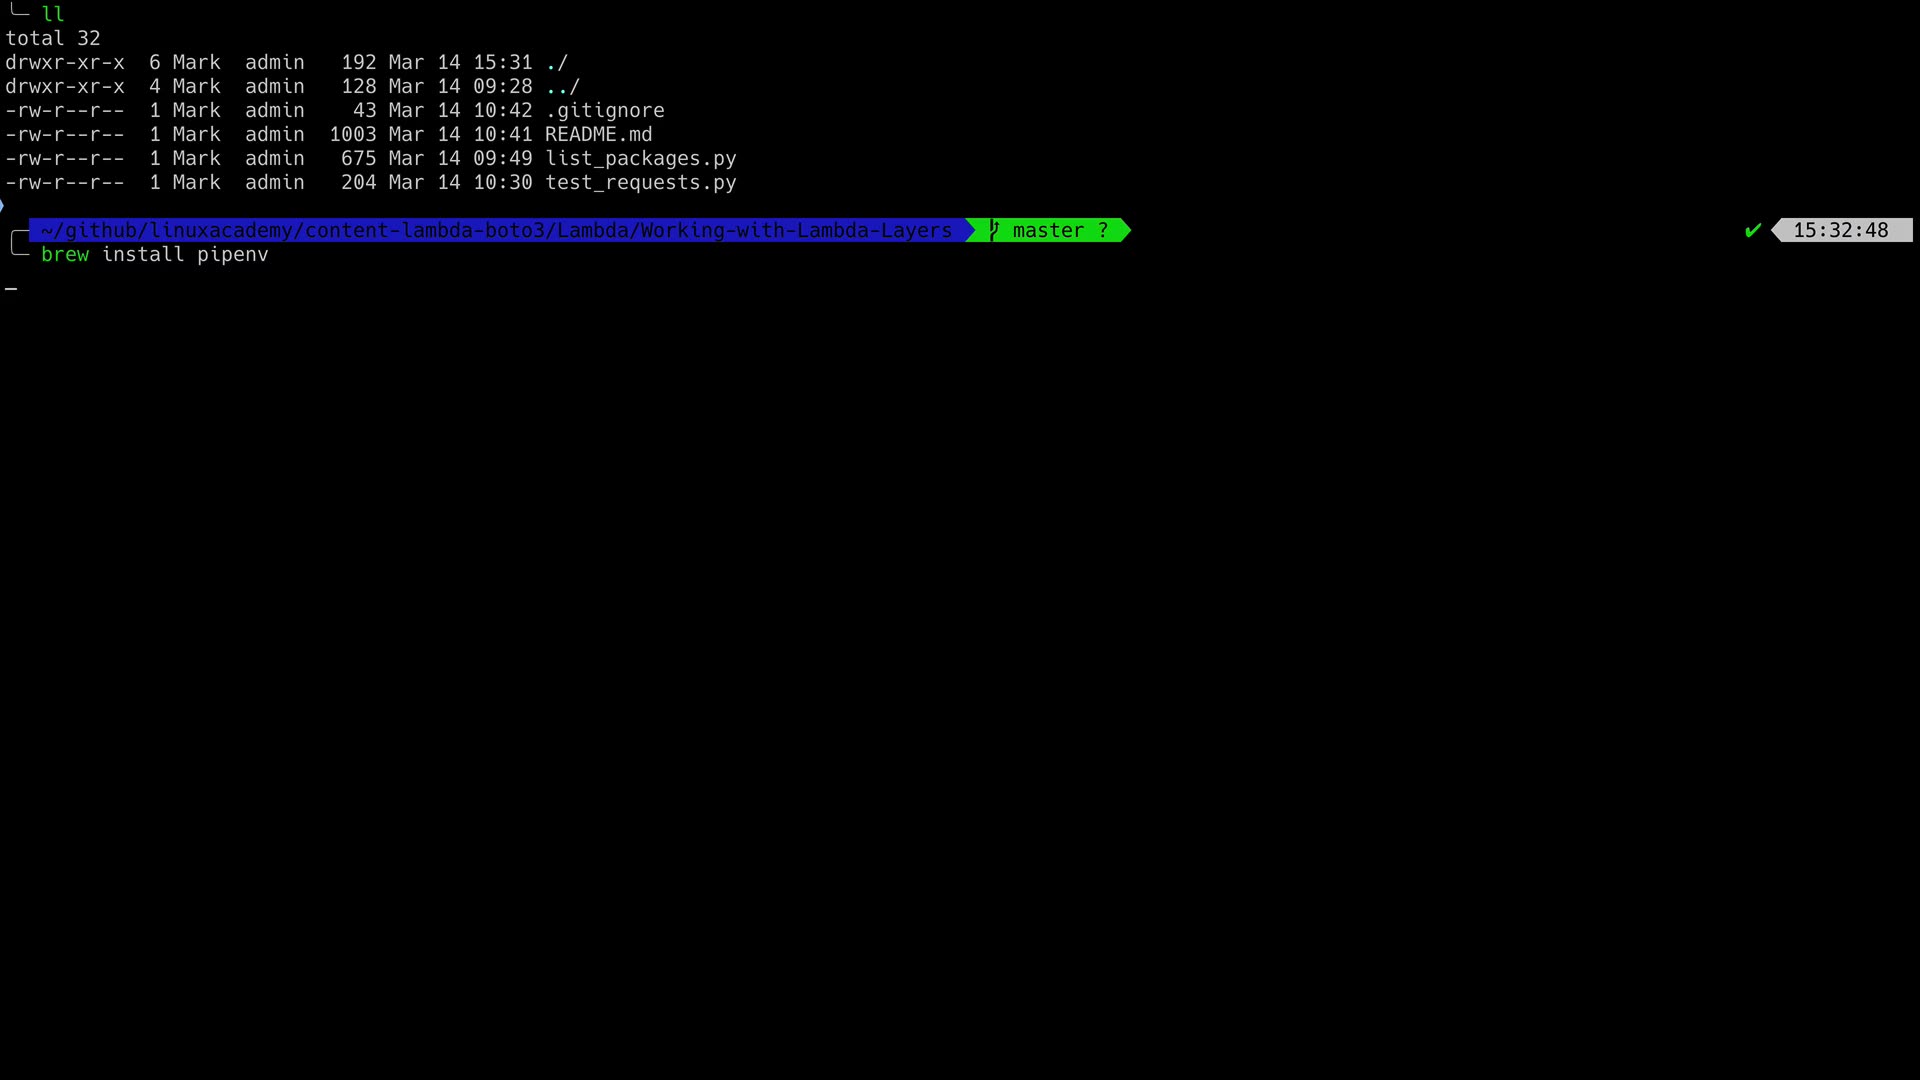 ll
total 32
drwxr-xr-x  6 Mark  admin   192 Mar 14 15:31 ./
drwxr-xr-x  4 Mark  admin   128 Mar 14 09:28 ../
-rw-r--r--  1 Mark  admin    43 Mar 14 10:42 .gitignore
-rw-r--r--  1 Mark  admin  1003 Mar 14 10:41 README.md
-rw-r--r--  1 Mark  admin   675 Mar 14 09:49 list_packages.py
-rw-r--r--  1 Mark  admin   204 Mar 14 10:30 test_requests.py
~/github/linuxacademy/content-lambda-boto3/Lambda/Working-with-Lambda-Layers master ? ✔ 15:32:48
brew install pipenv